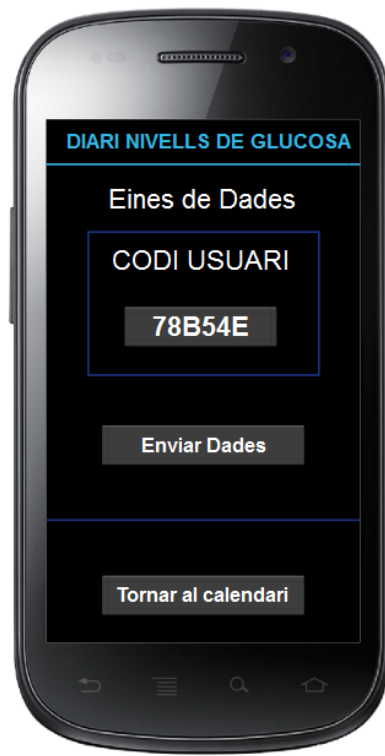 DIARI NIVELLS DE GLUCOSA
Eines de Dades
CODI USUARI
78B54E
Enviar Dades
Tornar al calendari